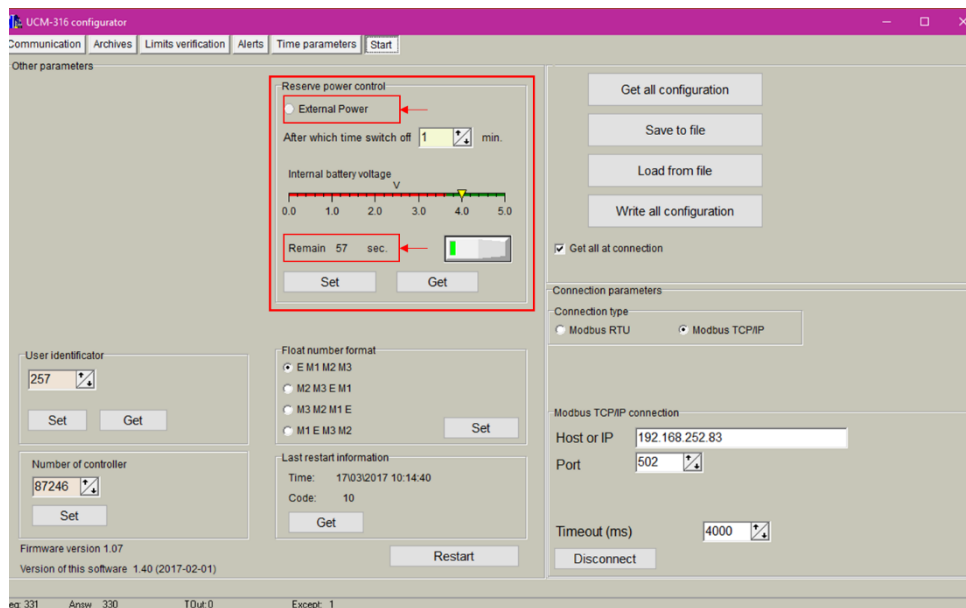 UCM-316 configurator
Communication Archives Limits verification Alerts Time parameters Start
Other parameters
Reserve power control
External Power
After which time switch off 1 min.
Internal battery voltage
V
0.0 1.0 2.0 3.0 4.0 5.0
Remain 57 sec.
Set Get
User identificator
257
Set Get
Float number format
E M1 M2 M3
M2 M3 E M1
M3 M2 M1 E
M1 E M3 M2
Set
Number of controller
87246
Set
Last restart information
Time: 17\03\2017 10:14:40
Code: 10
Get
Firmware version 1.07
Version of this software 1.40 (2017-02-01)
Restart
Get all configuration
Save to file
Load from file
Write all configuration
Get all at connection
Connection parameters
Connection type
Modbus RTU Modbus TCP/IP
Modbus TCP/IP connection
Host or IP 192.168.252.83
Port 502
Timeout (ms) 4000
Disconnect
eq: 331 Answ 330 TOut:0 Except: 1